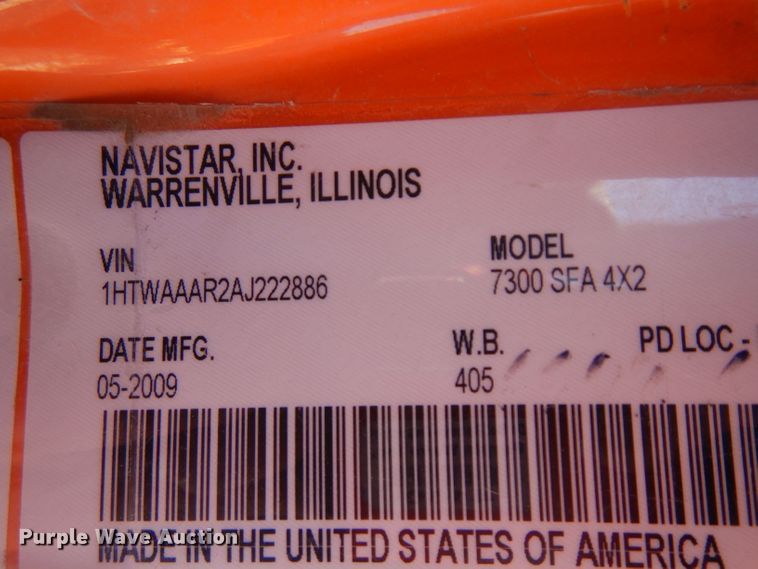 NAVISTAR, INC.
WARRENVILLE, ILLINOIS
VIN
1HTWAAAR2AJ222886
MODEL
7300 SFA 4X2
DATE MFG.
05-2009
W.B.
405
PD LOC -
MADE IN THE UNITED STATES OF AMERICA
Purple Wave Auction